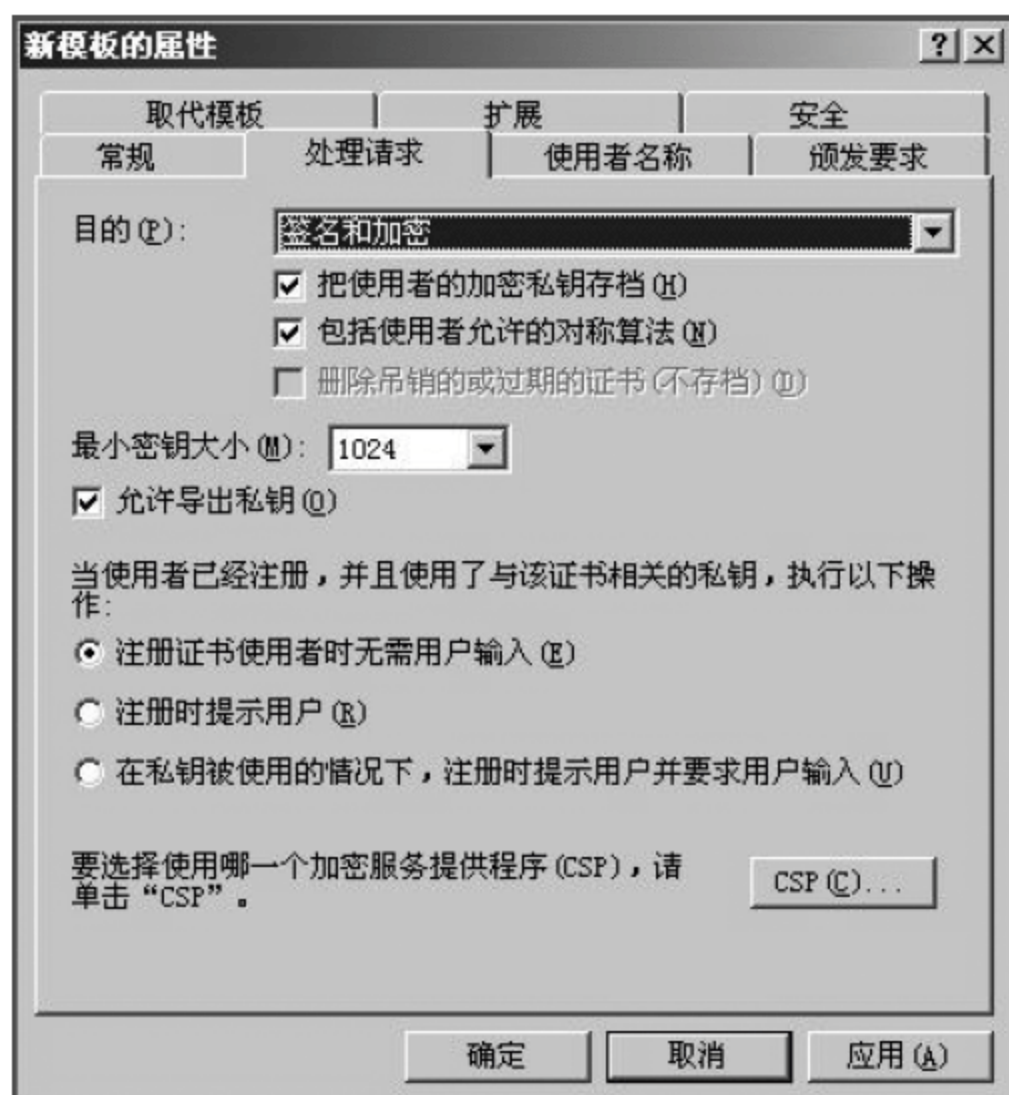 新模板的属性
取代模板 扩展 安全
常规 处理请求 使用者名称 颁发要求
目的(P): 签名和加密
把使用者的加密私钥存档(H)
包括使用者允许的对称算法(N)
删除吊销的或过期的证书(不存档)(D)
最小密钥大小(M): 1024
允许导出私钥(O)
当使用者已经注册，并且使用了与该证书相关的私钥，执行以下操
作:
注册证书使用者时无需用户输入(E)
注册时提示用户(R)
在私钥被使用的情况下，注册时提示用户并要求用户输入(U)
要选择使用哪一个加密服务提供程序(CSP)，请
单击“CSP”。
CSP(C)...
确定 取消 应用(A)